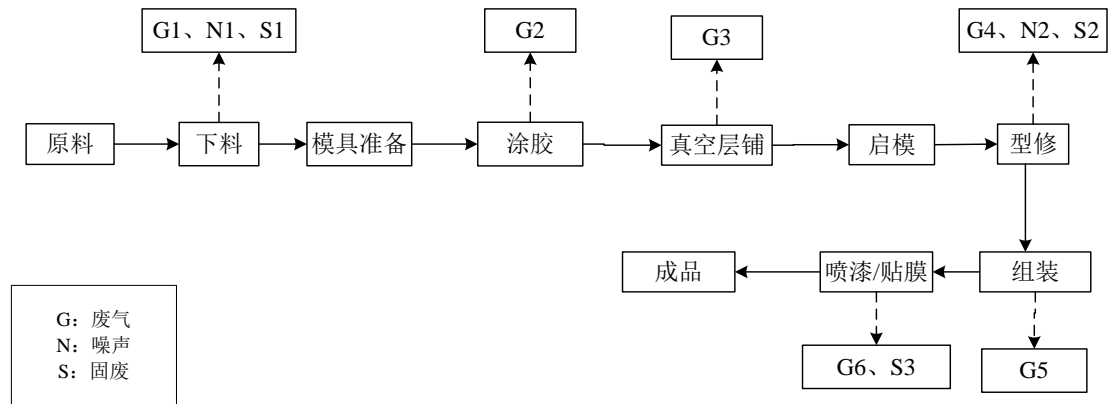 G1、N1、S1
G2
G3
G4、N2、S2
原料
下料
模具准备
涂胶
真空层铺
启模
型修
成品
喷漆/贴膜
组装
G6、S3
G5
G：废气
N：噪声
S：固废